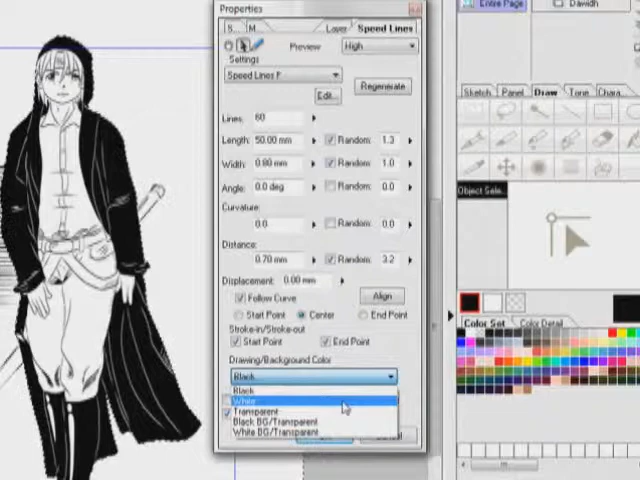 Properties
Entire Page
Dawidh
S...
M...
Layer
Speed Lines
Preview
High
Settings
Speed Lines F
Regenerate
Edit...
Lines:
60
Length:
50.00 mm
Random:
1.3
Width:
0.80 mm
Random:
1.0
Angle:
0.0 deg
Random:
0.0
Curvature:
0.0
Random:
0.0
Distance:
0.70 mm
Random:
3.2
Displacement:
0.00 mm
Follow Curve
Align
Start Point
Center
End Point
Stroke-in/Stroke-out
Start Point
End Point
Drawing/Background Color
Black
Black
White
Transparent
Black BG/Transparent
White BG/Transparent
Sketch
Panel
Draw
Tone
Chara...
Object Selec
Color Set
Color Detail